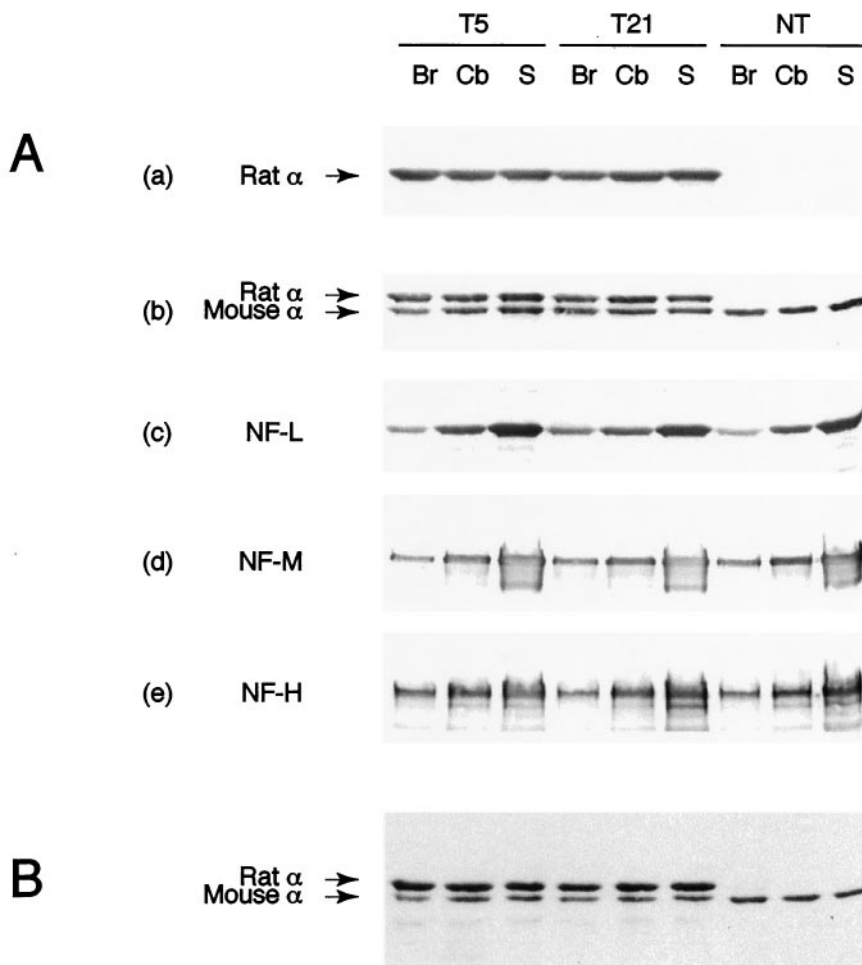 T5 T21 NT
Br Cb S Br Cb S Br Cb S
A
(a) Rat α →
Rat α →
(b) Mouse α →
(c) NF-L
(d) NF-M
(e) NF-H
B
Rat α →
Mouse α →